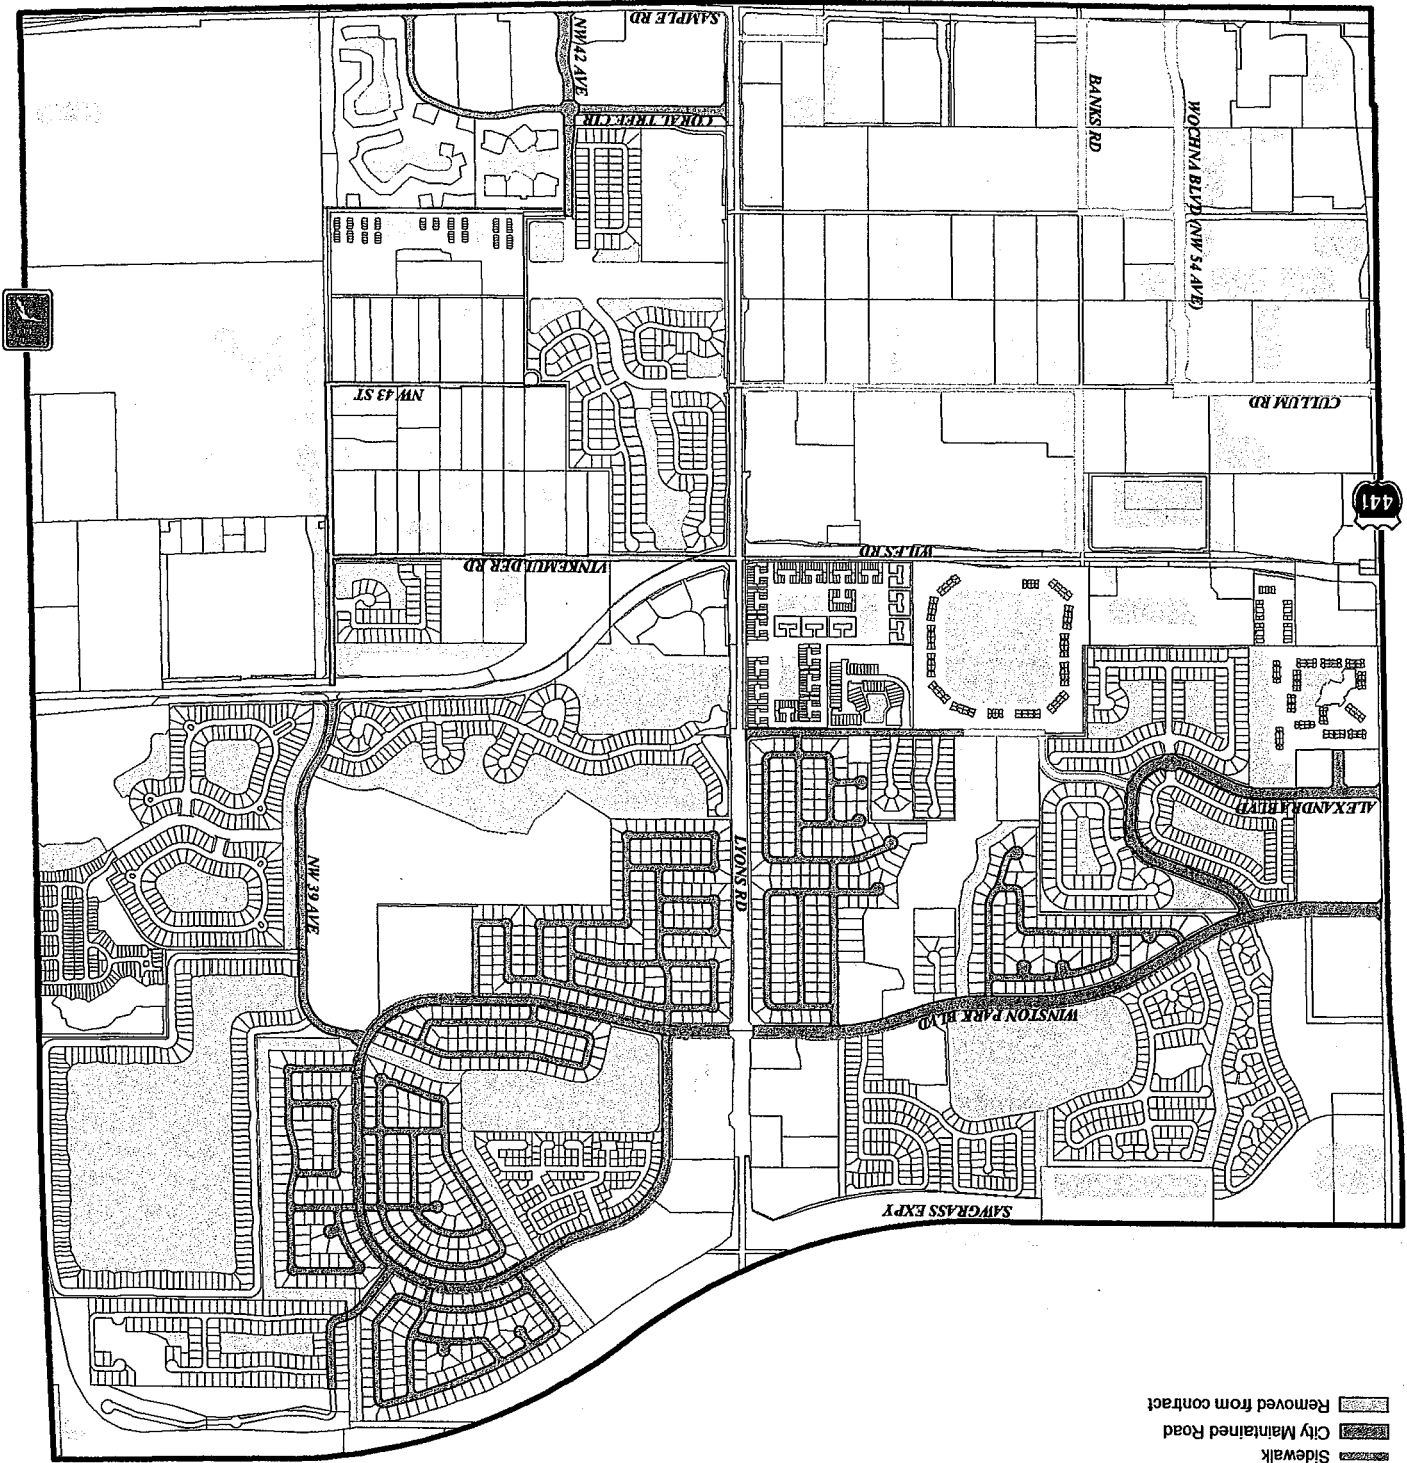 Sidewalk
City Maintained Road
Removed from contract
SAWGRASS EXPY
WINSTON PARK BLVD
NW 39 AVE
LYONS RD
ALEXANDRA BLVD
VINKEMULDER RD
WILES RD
441
CULLUM RD
NW 43 ST
WOCHNA BLVD (NW 54 AVE)
BANKS RD
CORAL TREE CIR
NW 42 AVE
SAMPLE RD